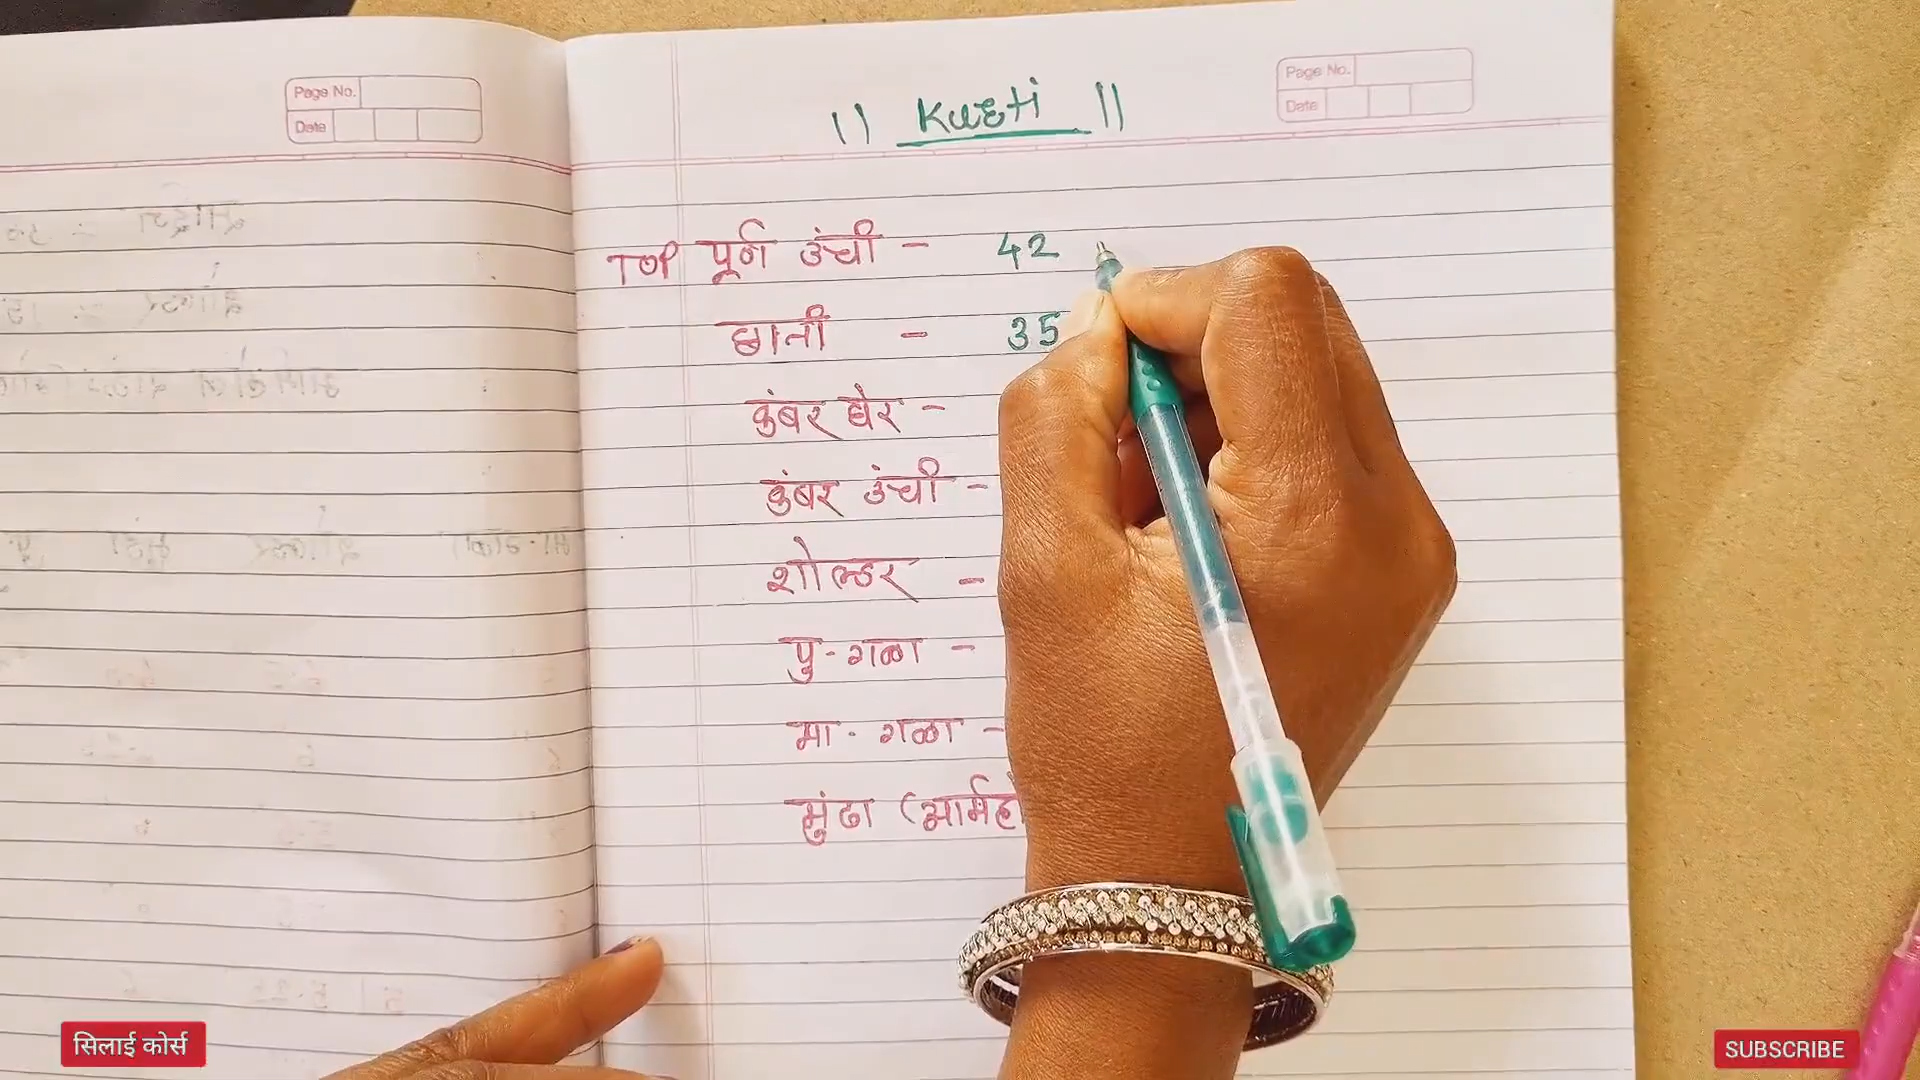 Page No.
Date
Page No.
Date
|| Kurti ||
TOP पूर्ण उंची - 42
छाती - 35
कुंबर घेर -
कुंबर उंची -
शोल्डर -
पु. गळा -
मा. गळा -
मुंढा (आर्महो
सिलाई कोर्स
SUBSCRIBE